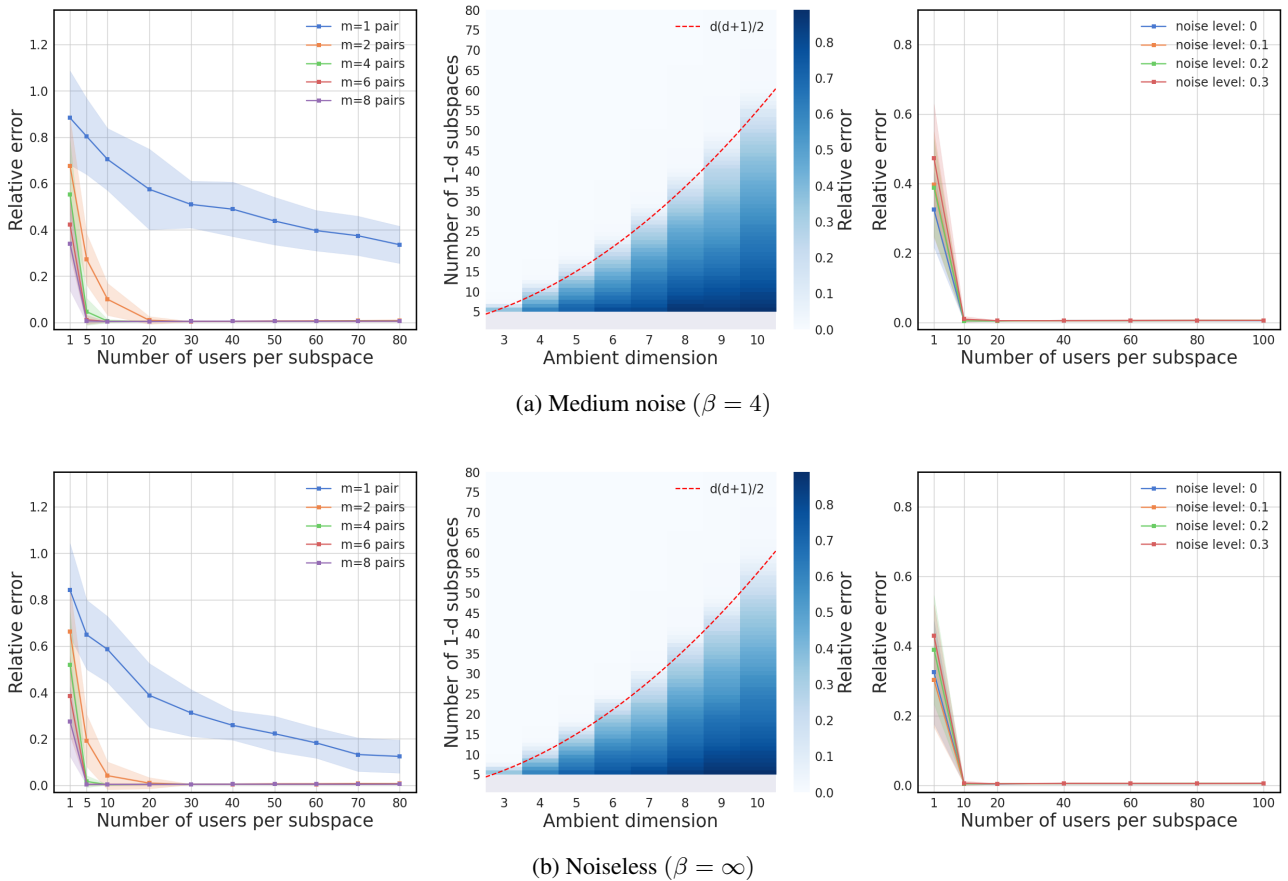 1.2
1.0
0.8
0.6
0.4
0.2
0.0
Relative error
m=1 pair
m=2 pairs
m=4 pairs
m=6 pairs
m=8 pairs
1 5 10 20 30 40 50 60 70 80
Number of users per subspace
80
75
70
65
60
55
50
45
40
35
30
25
20
15
10
5
Number of 1-d subspaces
d(d+1)/2
3 4 5 6 7 8 9 10
Ambient dimension
0.8
0.7
0.6
0.5
0.4
0.3
0.2
0.1
0.0
Relative error
0.8
0.6
0.4
0.2
0.0
Relative error
noise level: 0
noise level: 0.1
noise level: 0.2
noise level: 0.3
1 10 20 40 60 80 100
Number of users per subspace
(a) Medium noise (β = 4)
1.2
1.0
0.8
0.6
0.4
0.2
0.0
Relative error
m=1 pair
m=2 pairs
m=4 pairs
m=6 pairs
m=8 pairs
1 5 10 20 30 40 50 60 70 80
Number of users per subspace
80
75
70
65
60
55
50
45
40
35
30
25
20
15
10
5
Number of 1-d subspaces
d(d+1)/2
3 4 5 6 7 8 9 10
Ambient dimension
0.8
0.7
0.6
0.5
0.4
0.3
0.2
0.1
0.0
Relative error
0.8
0.6
0.4
0.2
0.0
Relative error
noise level: 0
noise level: 0.1
noise level: 0.2
noise level: 0.3
1 10 20 40 60 80 100
Number of users per subspace
(b) Noiseless (β = ∞)